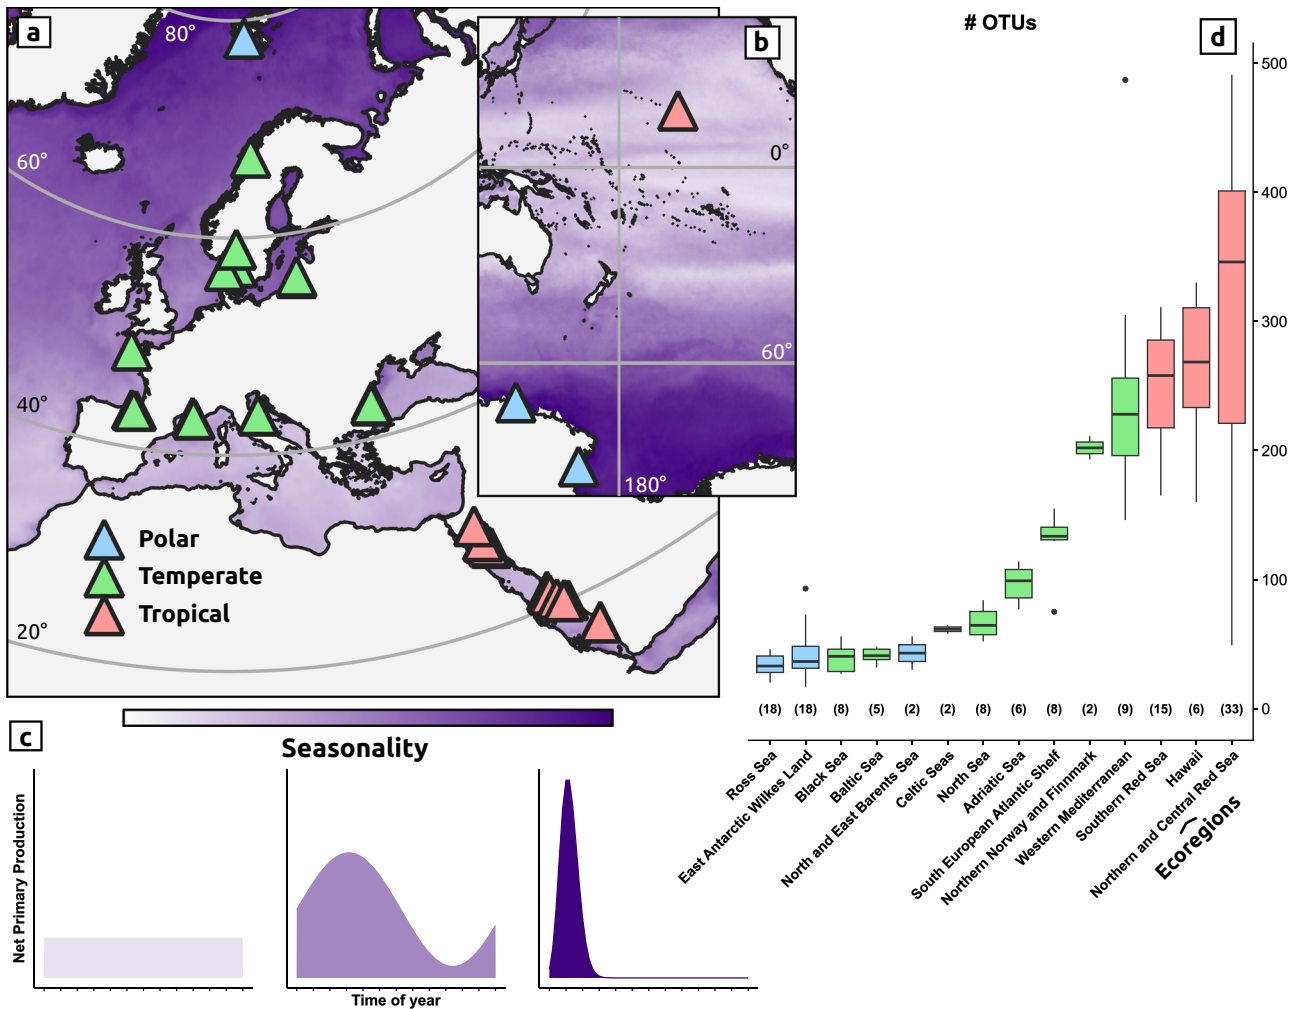 a
80°
60°
40°
20°
Polar
Temperate
Tropical
b
0°
60°
180°
Seasonality
c
Net Primary Production
Time of year
# OTUs
d
500
400
300
200
100
0
(18)
(18)
(8)
(5)
(2)
(2)
(8)
(6)
(8)
(2)
(9)
(15)
(6)
(33)
Ross Sea
East Antarctic Wilkes Land
Black Sea
Baltic Sea
North and East Barents Sea
Celtic Seas
North Sea
Adriatic Sea
South European Atlantic Shelf
Northern Norway and Finnmark
Western Mediterranean
Southern Red Sea
Hawaii
Northern and Central Red Sea
Ecoregions